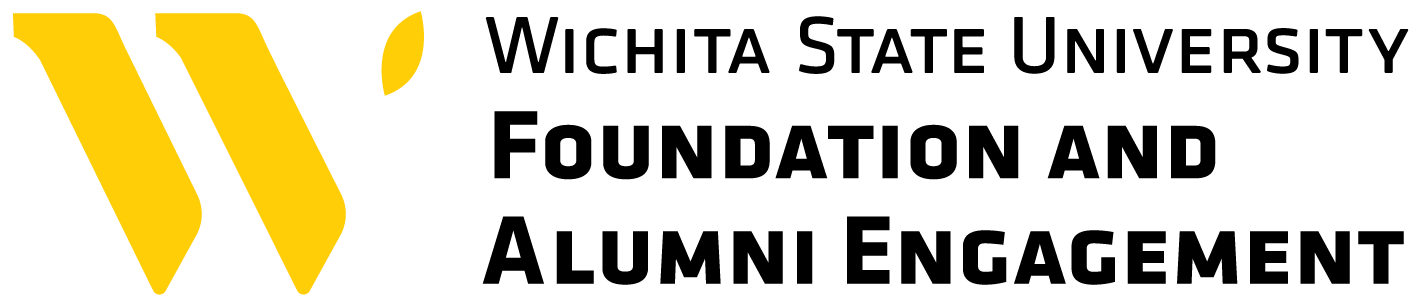 Wichita State University
Foundation and
Alumni Engagement